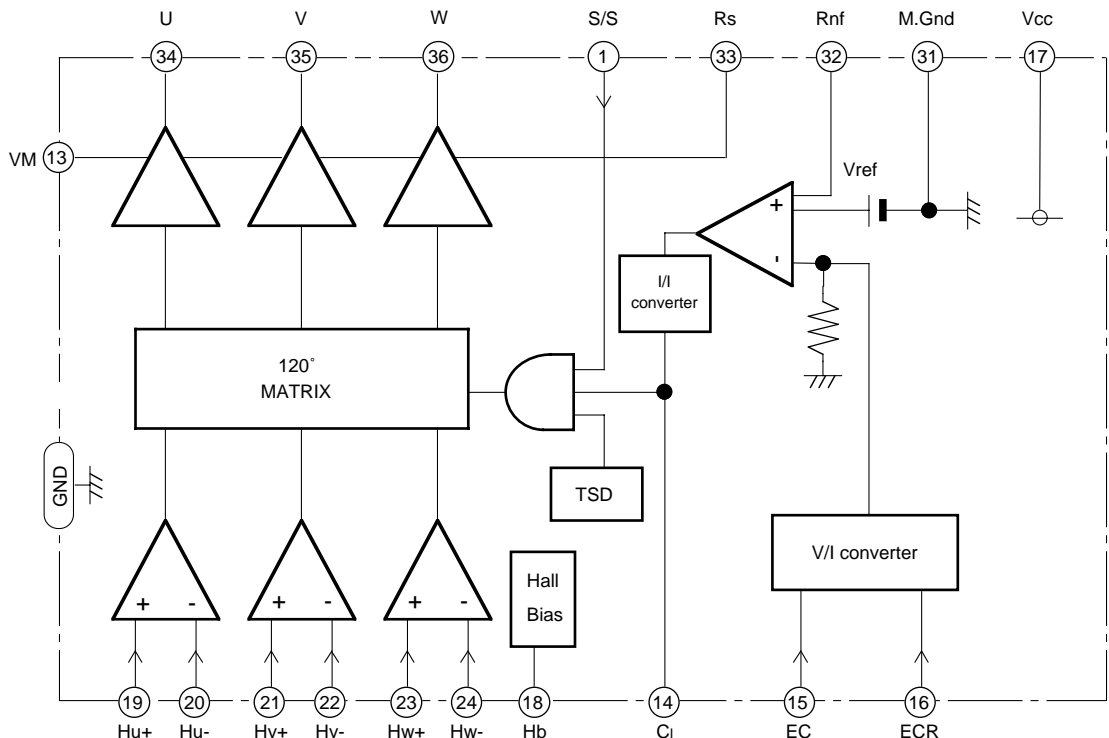 U V W S/S Rs Rnf M.Gnd Vcc
34 35 36 1 33 32 31 17
VM 13
Vref
+
-
I/I
converter
120°
MATRIX
GND
TSD
V/I converter
Hall
Bias
+ - + - + -
19 20 21 22 23 24 18 14 15 16
Hu+ Hu- Hv+ Hv- Hw+ Hw- Hb CI EC ECR